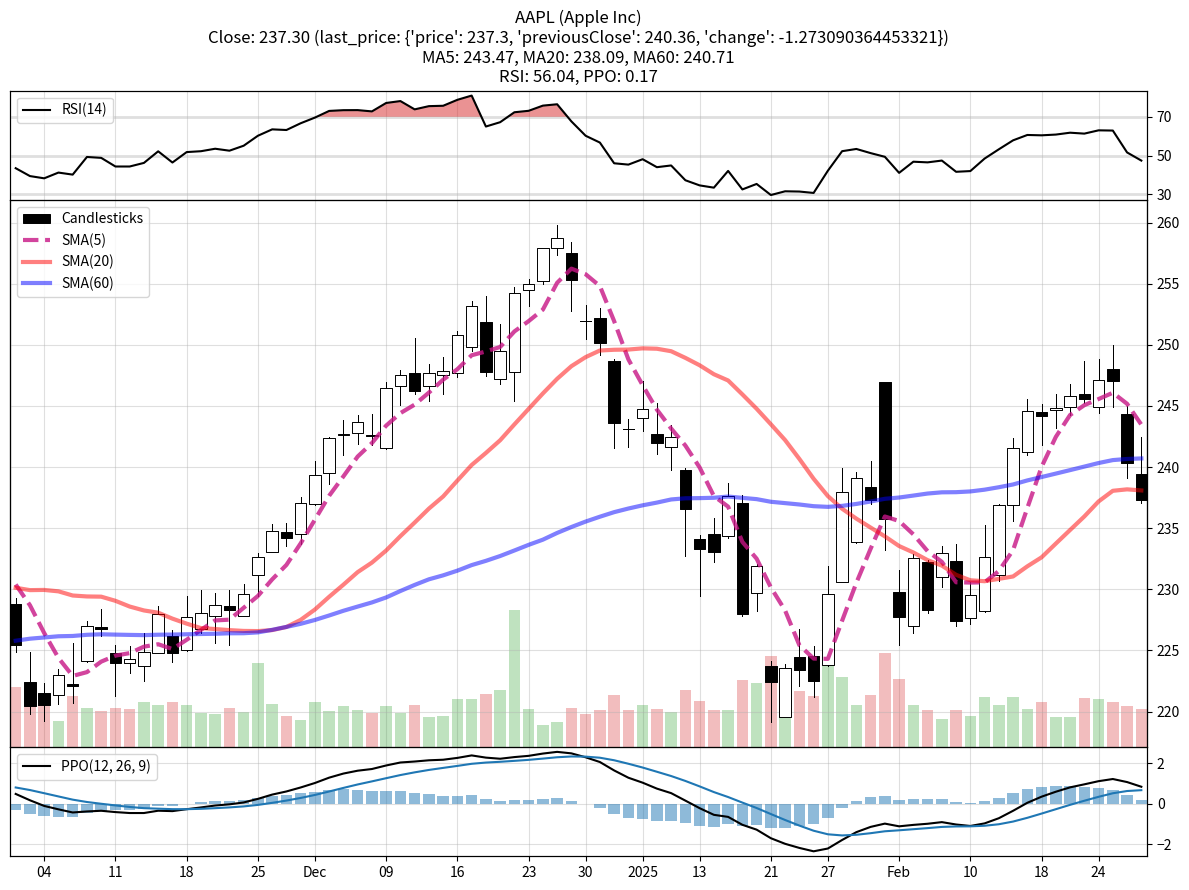 AAPL (Apple Inc)
Close: 237.30 (last_price: {'price': 237.3, 'previousClose': 240.36, 'change': -1.273090364453321})
MA5: 243.47, MA20: 238.09, MA60: 240.71
RSI: 56.04, PPO: 0.17
RSI(14)
70
50
30
Candlesticks
SMA(5)
SMA(20)
SMA(60)
260
255
250
245
240
235
230
225
220
PPO(12, 26, 9)
2
0
−2
04 11 18 25 Dec 09 16 23 30 2025 13 21 27 Feb 10 18 24